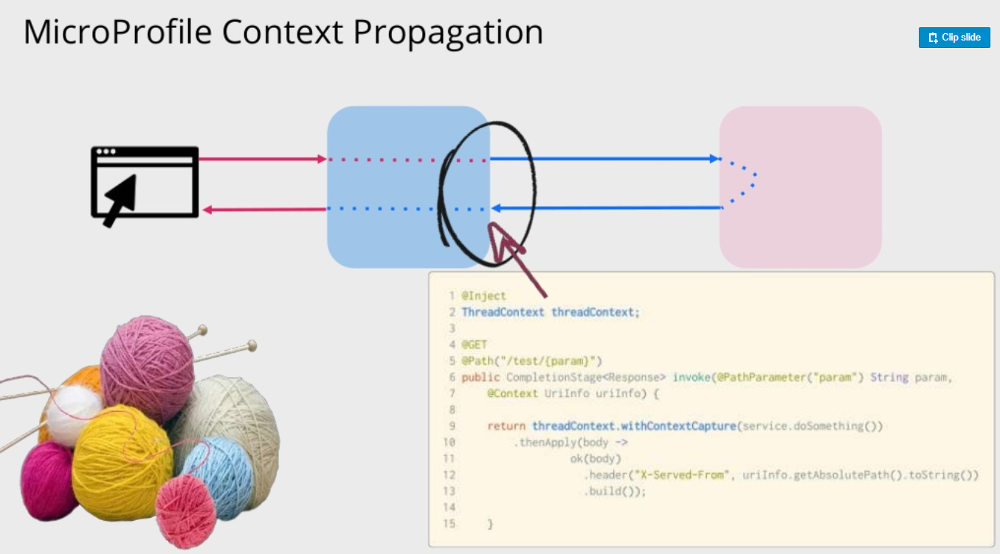 MicroProfile Context Propagation
Clip slide
1 @Inject
2 ThreadContext threadContext;
3
4 @GET
5 @Path("/test/{param}")
6 public CompletionStage<Response> invoke(@PathParameter("param") String param,
7 @Context UriInfo uriInfo) {
8
9 return threadContext.withContextCapture(service.doSomething())
10 .thenApply(body ->
11 ok(body)
12 .header("X-Served-From", uriInfo.getAbsolutePath().toString())
13 .build());
14
15 }